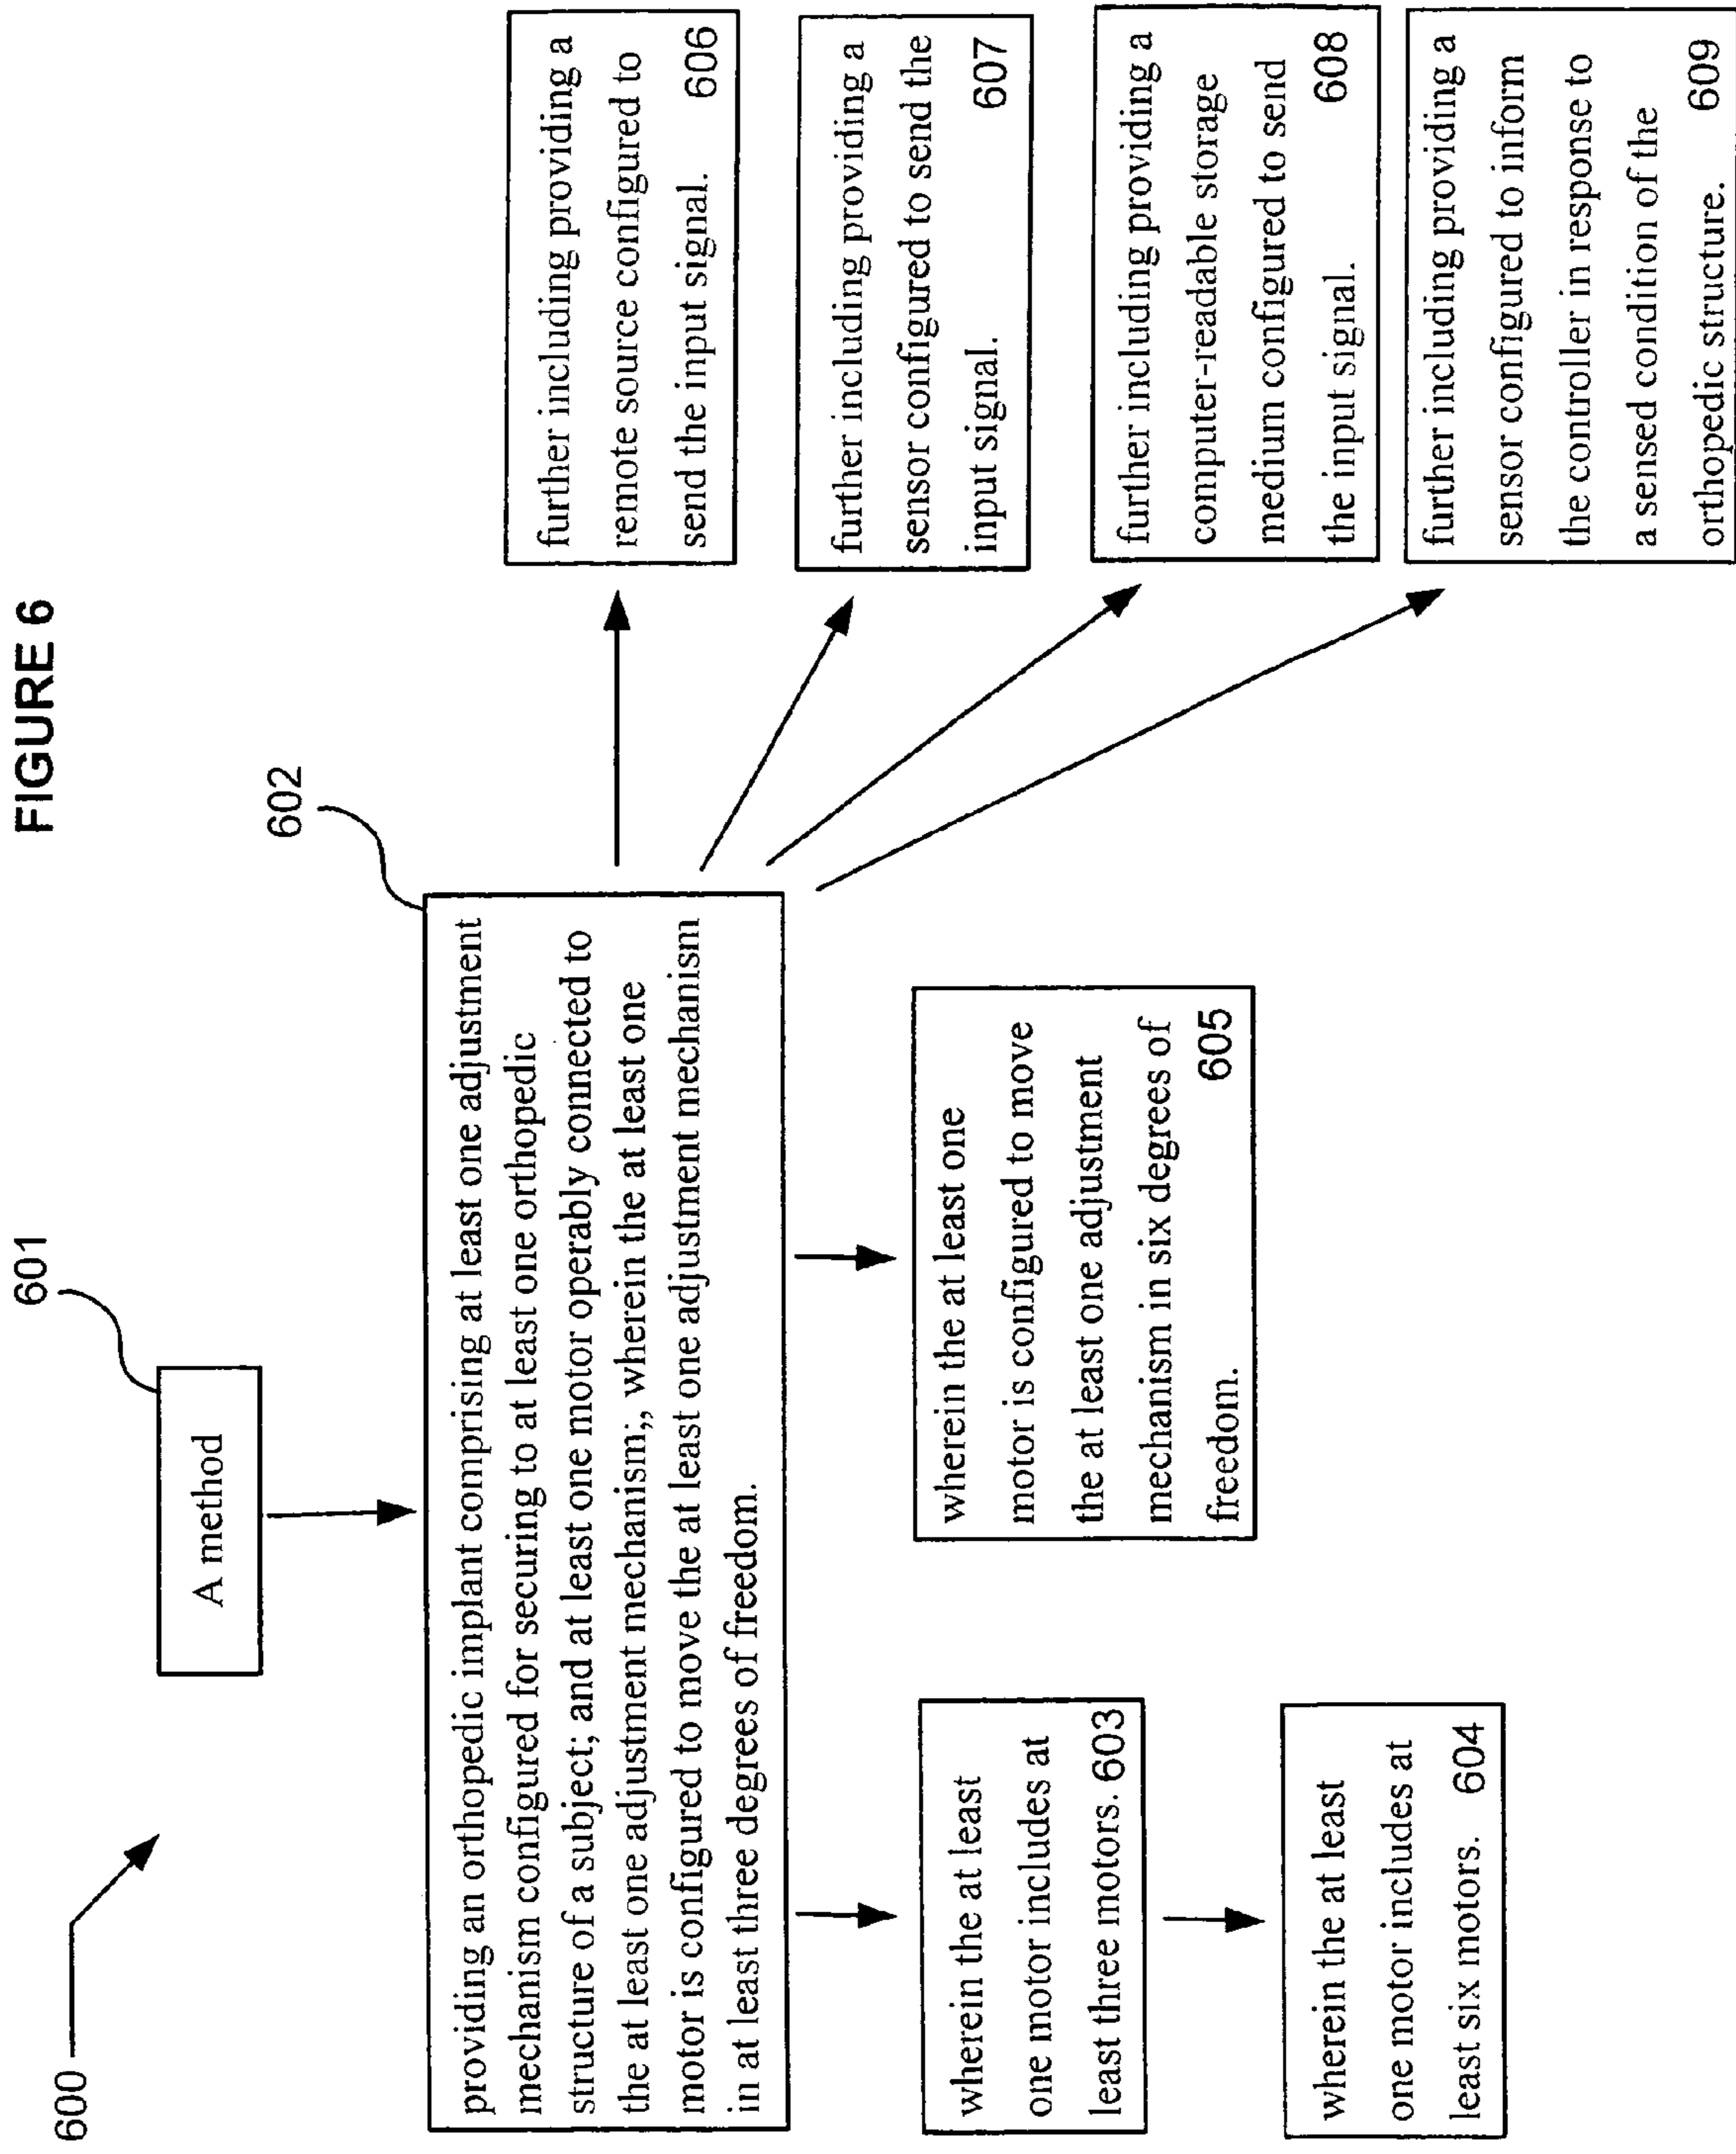 FIGURE 6
600
601
A method
602
providing an orthopedic implant comprising at least one adjustment
mechanism configured for securing to at least one orthopedic
structure of a subject; and at least one motor operably connected to
the at least one adjustment mechanism;, wherein the at least one
motor is configured to move the at least one adjustment mechanism
in at least three degrees of freedom.
wherein the at least
one motor includes at
least three motors. 603
wherein the at least
one motor includes at
least six motors. 604
wherein the at least one
motor is configured to move
the at least one adjustment
mechanism in six degrees of
freedom. 605
further including providing a
remote source configured to
send the input signal. 606
further including providing a
sensor configured to send the
input signal. 607
further including providing a
computer-readable storage
medium configured to send
the input signal. 608
further including providing a
sensor configured to inform
the controller in response to
a sensed condition of the
orthopedic structure. 609